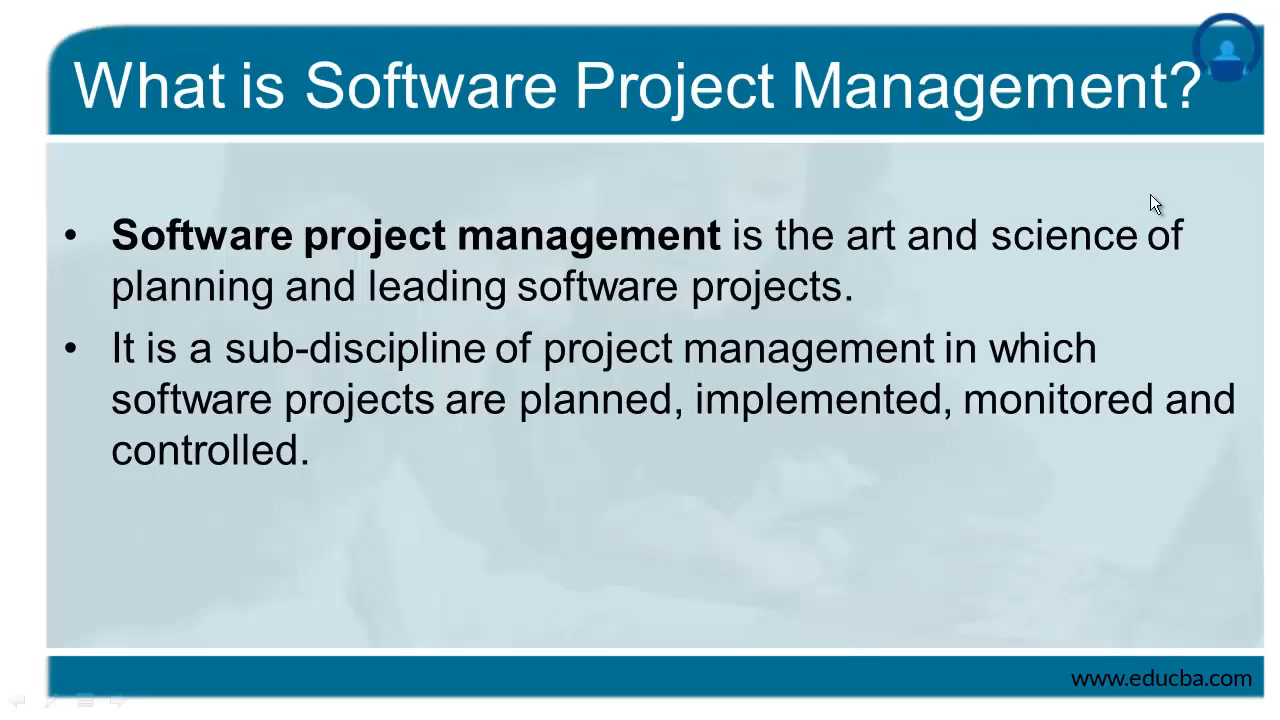 What is Software Project Management?
• Software project management is the art and science of
planning and leading software projects.
• It is a sub-discipline of project management in which
software projects are planned, implemented, monitored and
controlled.
www.educba.com